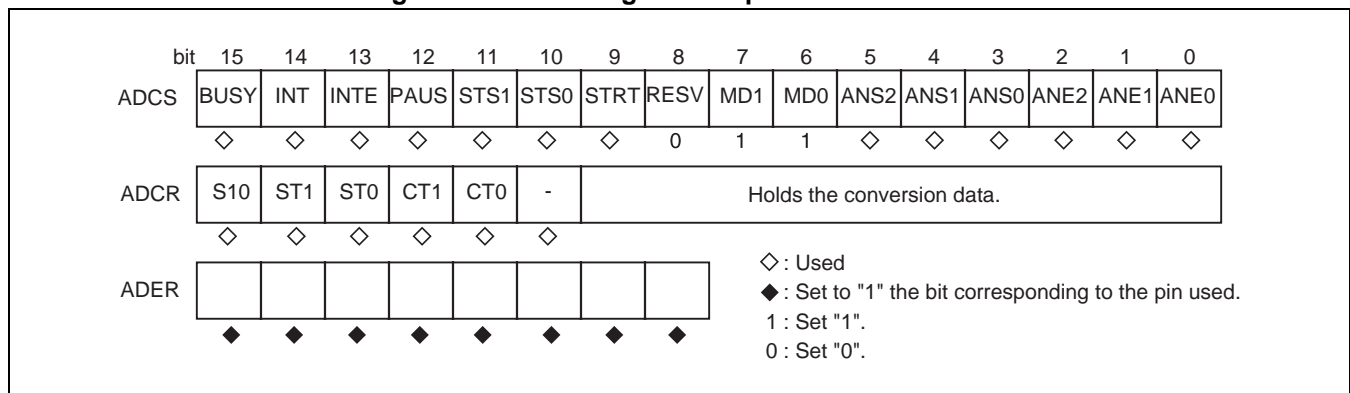 bit 15 14 13 12 11 10 9 8 7 6 5 4 3 2 1 0
ADCS BUSY INT INTE PAUS STS1 STS0 STRT RESV MD1 MD0 ANS2 ANS1 ANS0 ANE2 ANE1 ANE0
◇ ◇ ◇ ◇ ◇ ◇ ◇ 0 1 1 ◇ ◇ ◇ ◇ ◇ ◇
ADCR S10 ST1 ST0 CT1 CT0 - Holds the conversion data.
◇ ◇ ◇ ◇ ◇ ◇
ADER
◆ ◆ ◆ ◆ ◆ ◆ ◆ ◆
◇ : Used
◆ : Set to "1" the bit corresponding to the pin used.
1 : Set "1".
0 : Set "0".